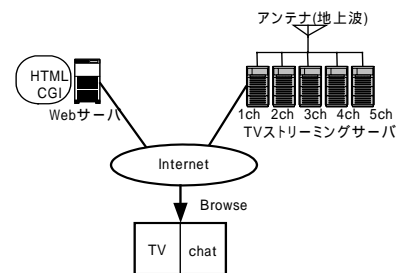 アンテナ(地上波)
HTML
CGI
Webサーバ
1ch 2ch 3ch 4ch 5ch
TVストリーミングサーバ
Internet
Browse
TV chat